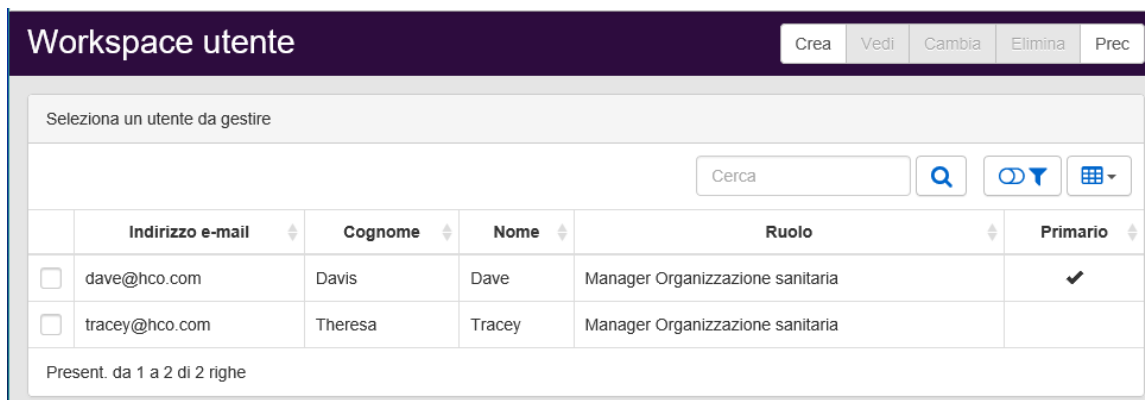 Workspace utente
Crea Vedi Cambia Elimina Prec
Seleziona un utente da gestire
Cerca
Indirizzo e-mail Cognome Nome Ruolo Primario
dave@hco.com Davis Dave Manager Organizzazione sanitaria
tracey@hco.com Theresa Tracey Manager Organizzazione sanitaria
Present. da 1 a 2 di 2 righe